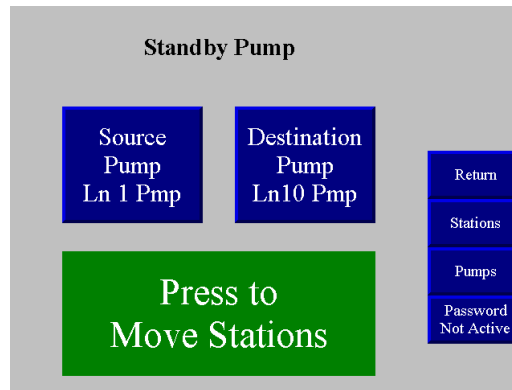 Standby Pump
Source
Pump
Ln 1 Pmp
Destination
Pump
Ln10 Pmp
Press to
Move Stations
Return
Stations
Pumps
Password
Not Active